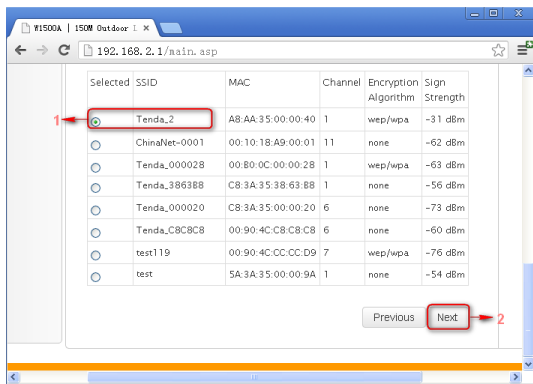 W1500A | 150M Outdoor
192.168.2.1/main.asp
Selected SSID MAC Channel Encryption Algorithm Sign Strength
1 Tenda_2 A8:AA:35:00:00:40 1 wep/wpa -31 dBm
ChinaNet-0001 00:10:18:A9:00:01 11 none -62 dBm
Tenda_000028 00:B0:0C:00:00:28 1 wep/wpa -63 dBm
Tenda_3863B8 C8:3A:35:38:63:B8 1 none -56 dBm
Tenda_000020 C8:3A:35:00:00:20 6 none -73 dBm
Tenda_C8C8C8 00:90:4C:C8:C8:C8 6 none -60 dBm
test119 00:90:4C:CC:CC:D9 7 wep/wpa -76 dBm
test 5A:3A:35:00:00:9A 1 none -54 dBm
Previous Next 2